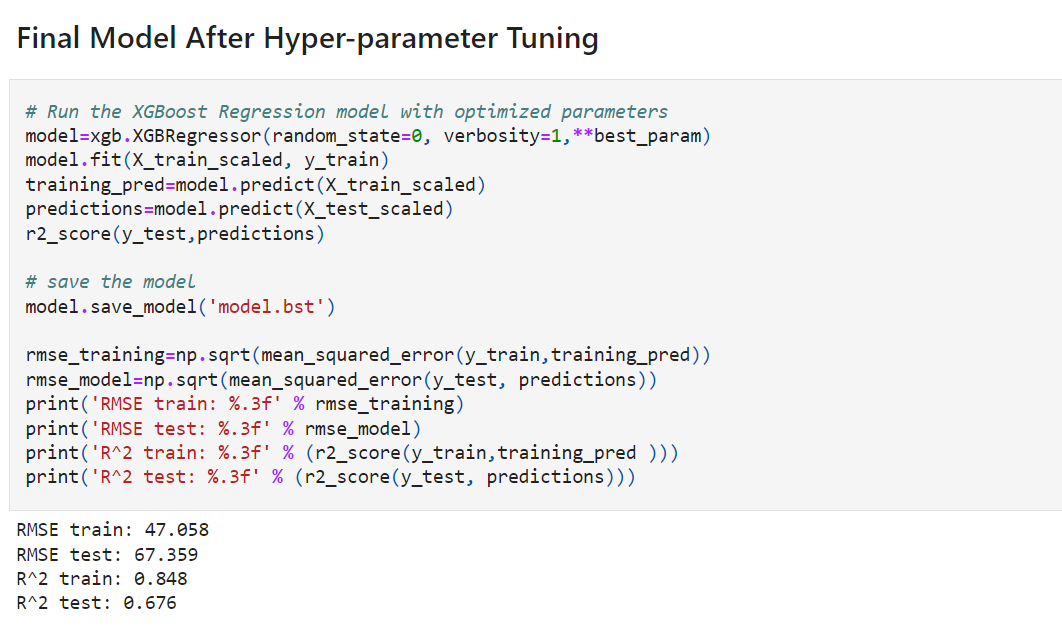 Final Model After Hyper-parameter Tuning
# Run the XGBoost Regression model with optimized parameters
model=xgb.XGBRegressor(random_state=0, verbosity=1,**best_param)
model.fit(X_train_scaled, y_train)
training_pred=model.predict(X_train_scaled)
predictions=model.predict(X_test_scaled)
r2_score(y_test,predictions)
# save the model
model.save_model('model.bst')
rmse_training=np.sqrt(mean_squared_error(y_train,training_pred))
rmse_model=np.sqrt(mean_squared_error(y_test, predictions))
print('RMSE train: %.3f' % rmse_training)
print('RMSE test: %.3f' % rmse_model)
print('R^2 train: %.3f' % (r2_score(y_train,training_pred )))
print('R^2 test: %.3f' % (r2_score(y_test, predictions)))
RMSE train: 47.058
RMSE test: 67.359
R^2 train: 0.848
R^2 test: 0.676